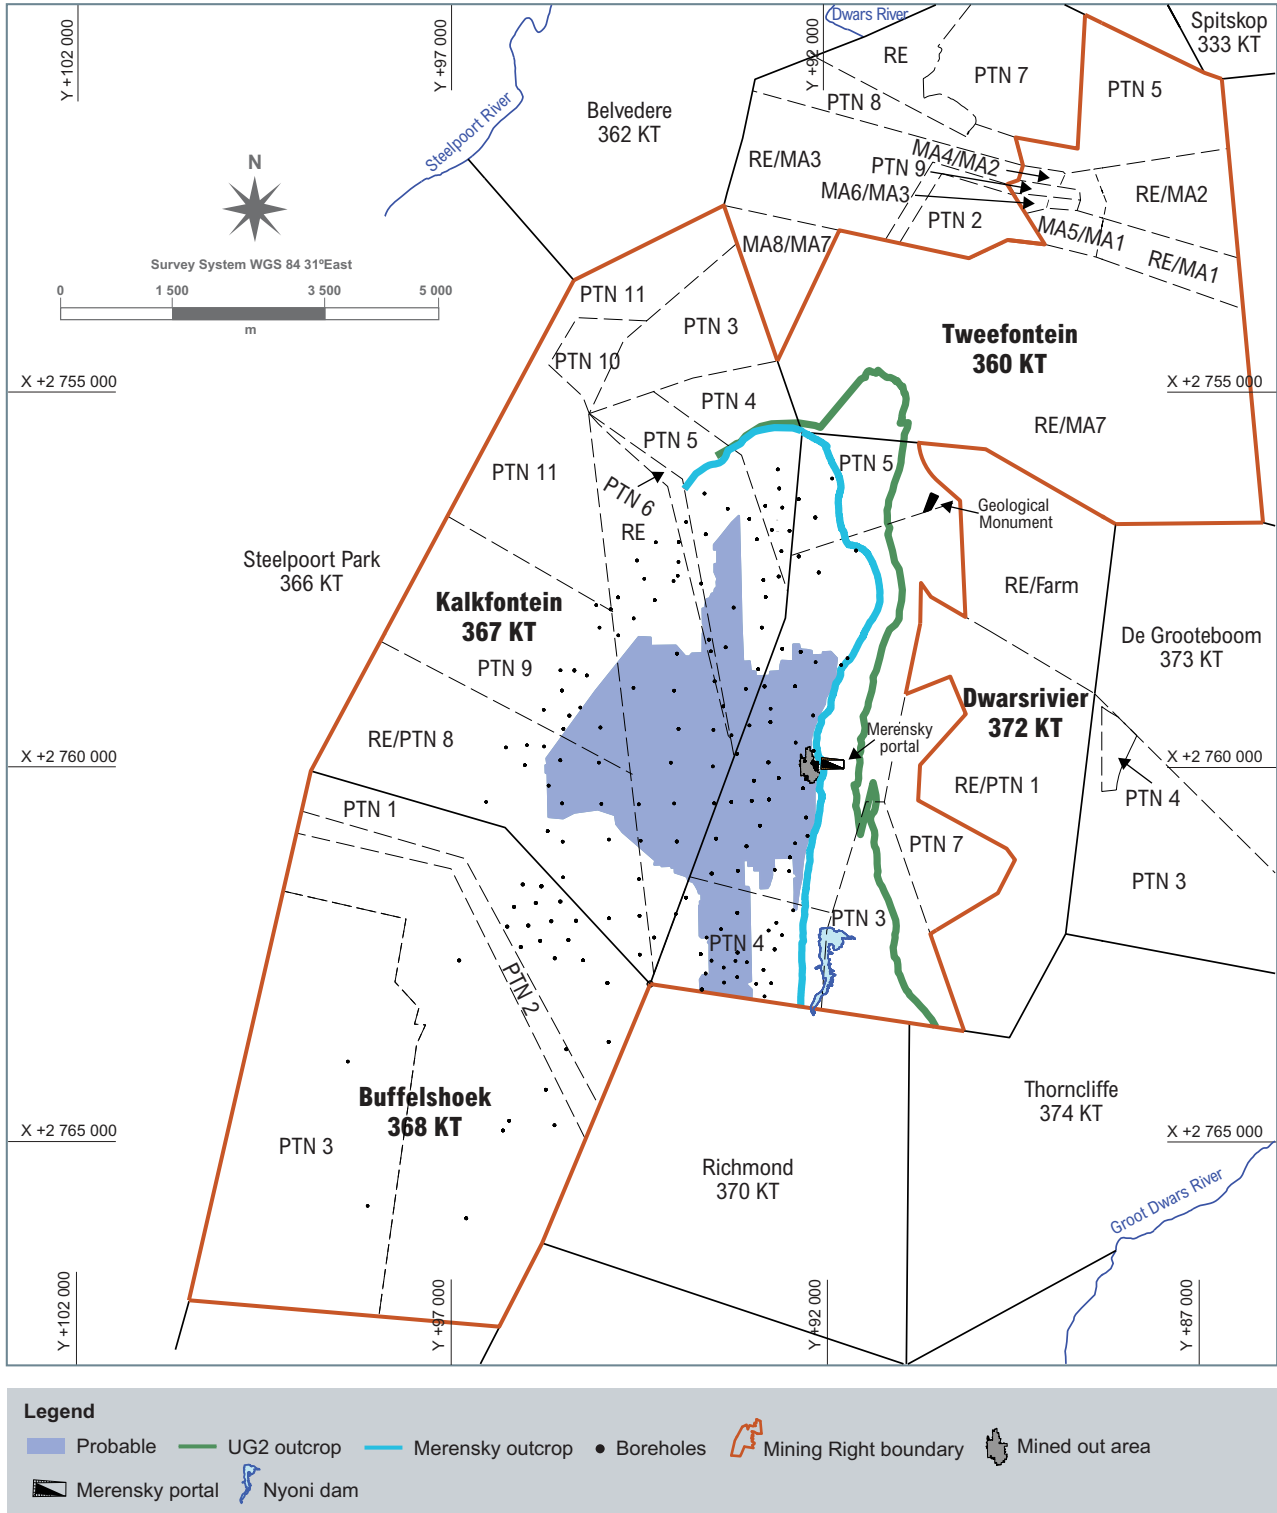 Dwars River
Spitskop
333 KT
Y +102 000
Y +97 000
Y +92 000
RE
PTN 7
PTN 5
PTN 8
Belvedere
362 KT
Steelpoort River
N
RE/MA3
MA4/MA2
PTN 9
MA6/MA3
RE/MA2
PTN 2
MA5/MA1
RE/MA1
MA8/MA7
Survey System WGS 84 31ºEast
0
1 500
3 500
5 000
m
PTN 11
PTN 3
Tweefontein
360 KT
PTN 10
X +2 755 000
X +2 755 000
PTN 4
RE/MA7
PTN 5
PTN 5
PTN 11
PTN 6
RE
Geological
Monument
Steelpoort Park
366 KT
RE/Farm
Kalkfontein
367 KT
De Grooteboom
373 KT
PTN 9
Dwarsrivier
372 KT
RE/PTN 8
Merensky
portal
X +2 760 000
X +2 760 000
RE/PTN 1
PTN 4
PTN 1
PTN 7
PTN 3
PTN 3
PTN 4
PTN 2
Buffelshoek
368 KT
Thorncliffe
374 KT
X +2 765 000
X +2 765 000
PTN 3
Richmond
370 KT
Groot Dwars River
Y +102 000
Y +97 000
Y +92 000
Y +87 000
Legend
Probable
UG2 outcrop
Merensky outcrop
Boreholes
Mining Right boundary
Mined out area
Merensky portal
Nyoni dam